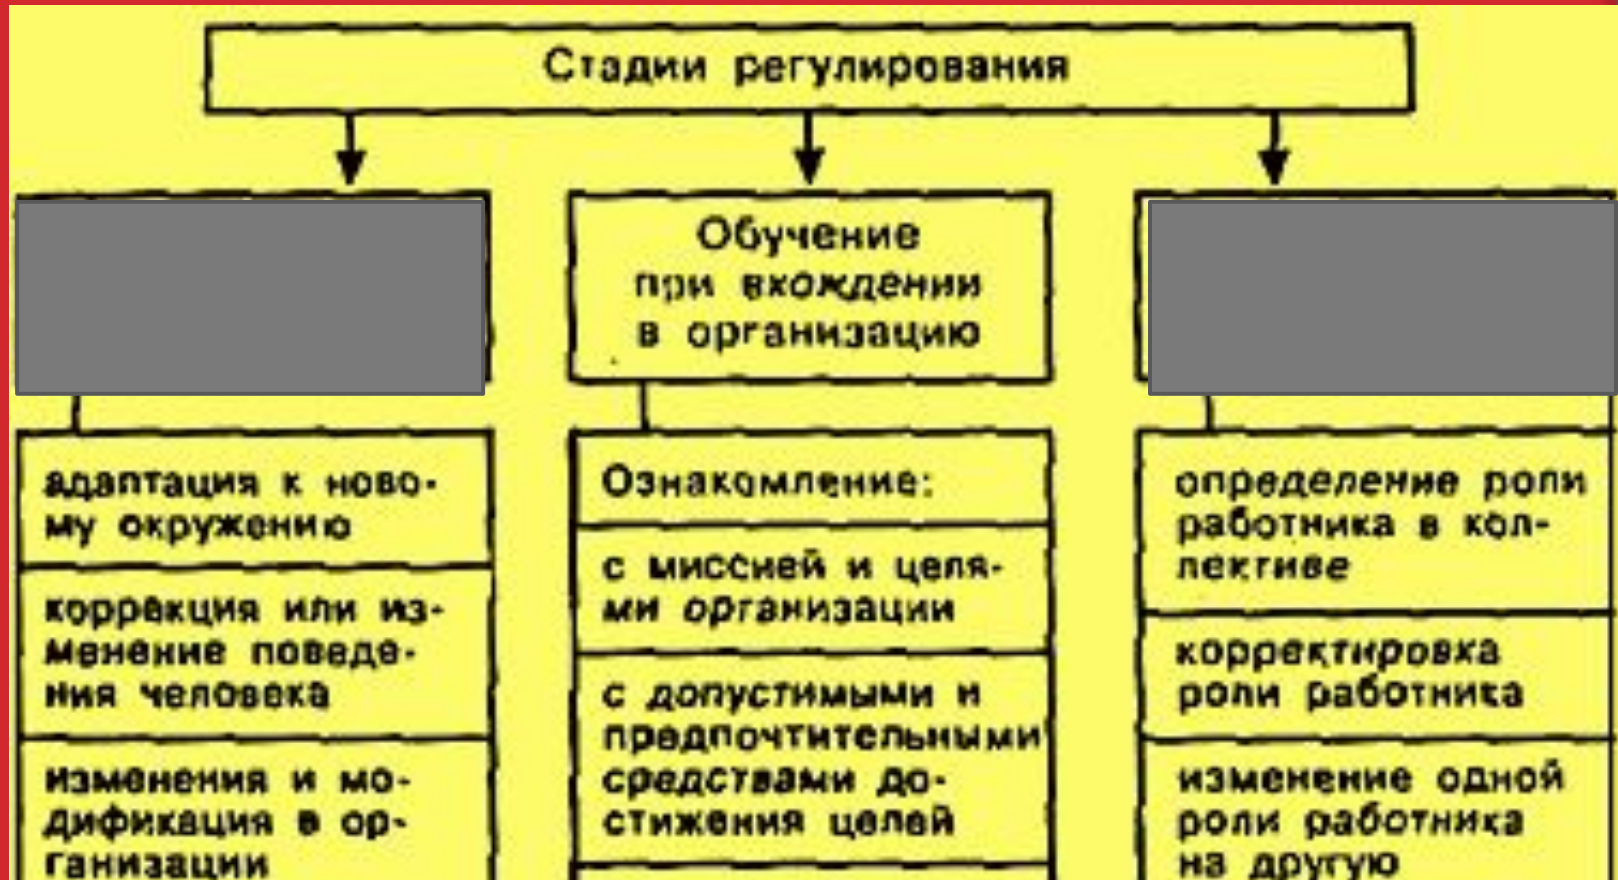 Стадии регулирования
Обучение
при вхождении
в организацию
адаптация к ново-
му окружению
коррекция или из-
менение поведе-
ния человека
изменения и мо-
дификация в ор-
ганизации
Ознакомление:
с миссией и целя-
ми организации
с допустимыми и
предпочтительными
средствами до-
стижения целей
определение роли
работника в кол-
лективе
корректировка
роли работника
изменение одной
роли работника
на другую